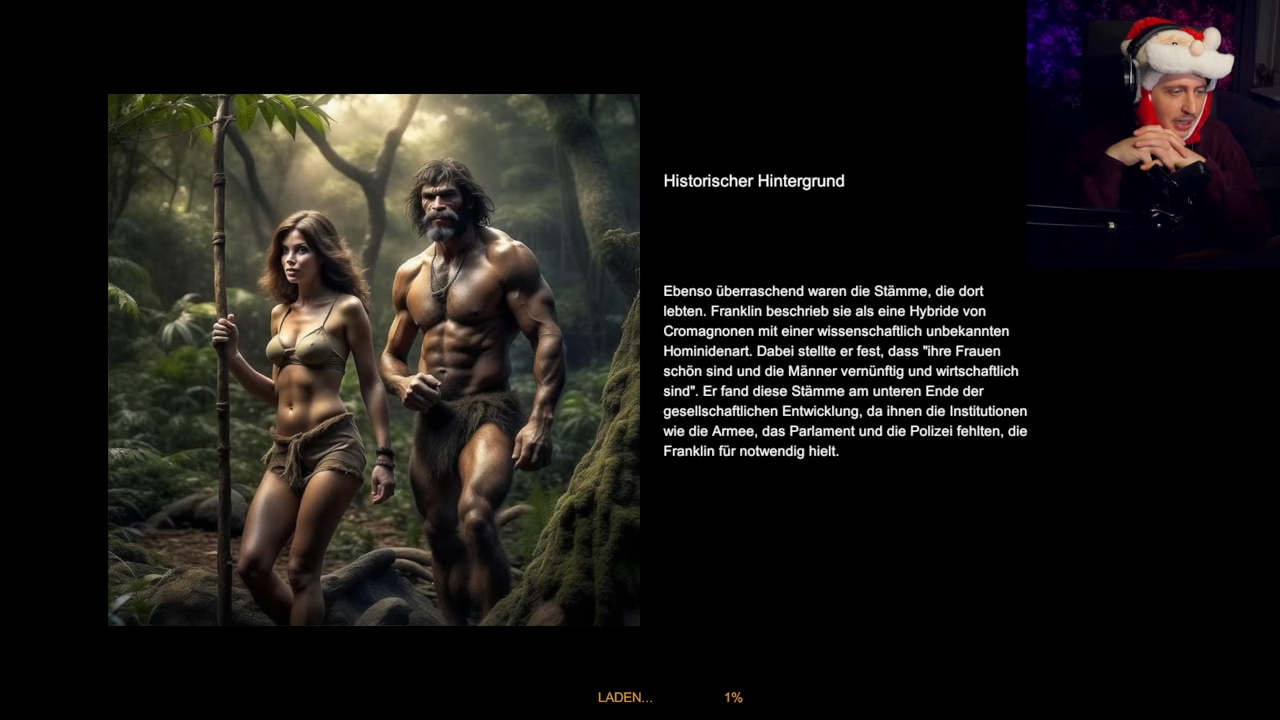 Historischer Hintergrund
Ebenso überraschend waren die Stämme, die dort
lebten. Franklin beschrieb sie als eine Hybride von
Cromagnonen mit einer wissenschaftlich unbekannten
Hominidenart. Dabei stellte er fest, dass "ihre Frauen
schön sind und die Männer vernünftig und wirtschaftlich
sind". Er fand diese Stämme am unteren Ende der
gesellschaftlichen Entwicklung, da ihnen die Institutionen
wie die Armee, das Parlament und die Polizei fehlten, die
Franklin für notwendig hielt.
LADEN... 1%